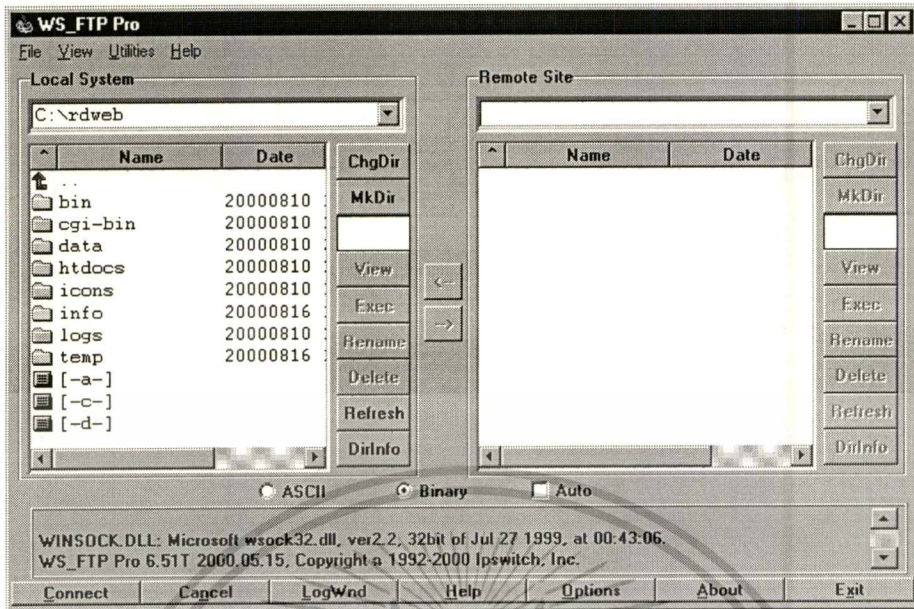 WS_FTP Pro
File View Utilities Help
Local System
C:\rdweb
^ Name Date
..
bin 20000810
cgi-bin 20000810
data 20000810
htdocs 20000810
icons 20000810
info 20000816
logs 20000810
temp 20000816
[-a-]
[-c-]
[-d-]
ChgDir
MkDir
View
Exec
Rename
Delete
Refresh
DirInfo
<--
-->
Remote Site
^ Name Date
ChgDir
MkDir
View
Exec
Rename
Delete
Refresh
DirInfo
ASCII Binary Auto
WINSOCK.DLL: Microsoft wsock32.dll, ver2.2, 32bit of Jul 27 1999, at 00:43:06.
WS_FTP Pro 6.51T 2000.05.15, Copyright 1992-2000 Ipswitch, Inc.
Connect Cancel LogWnd Help Options About Exit